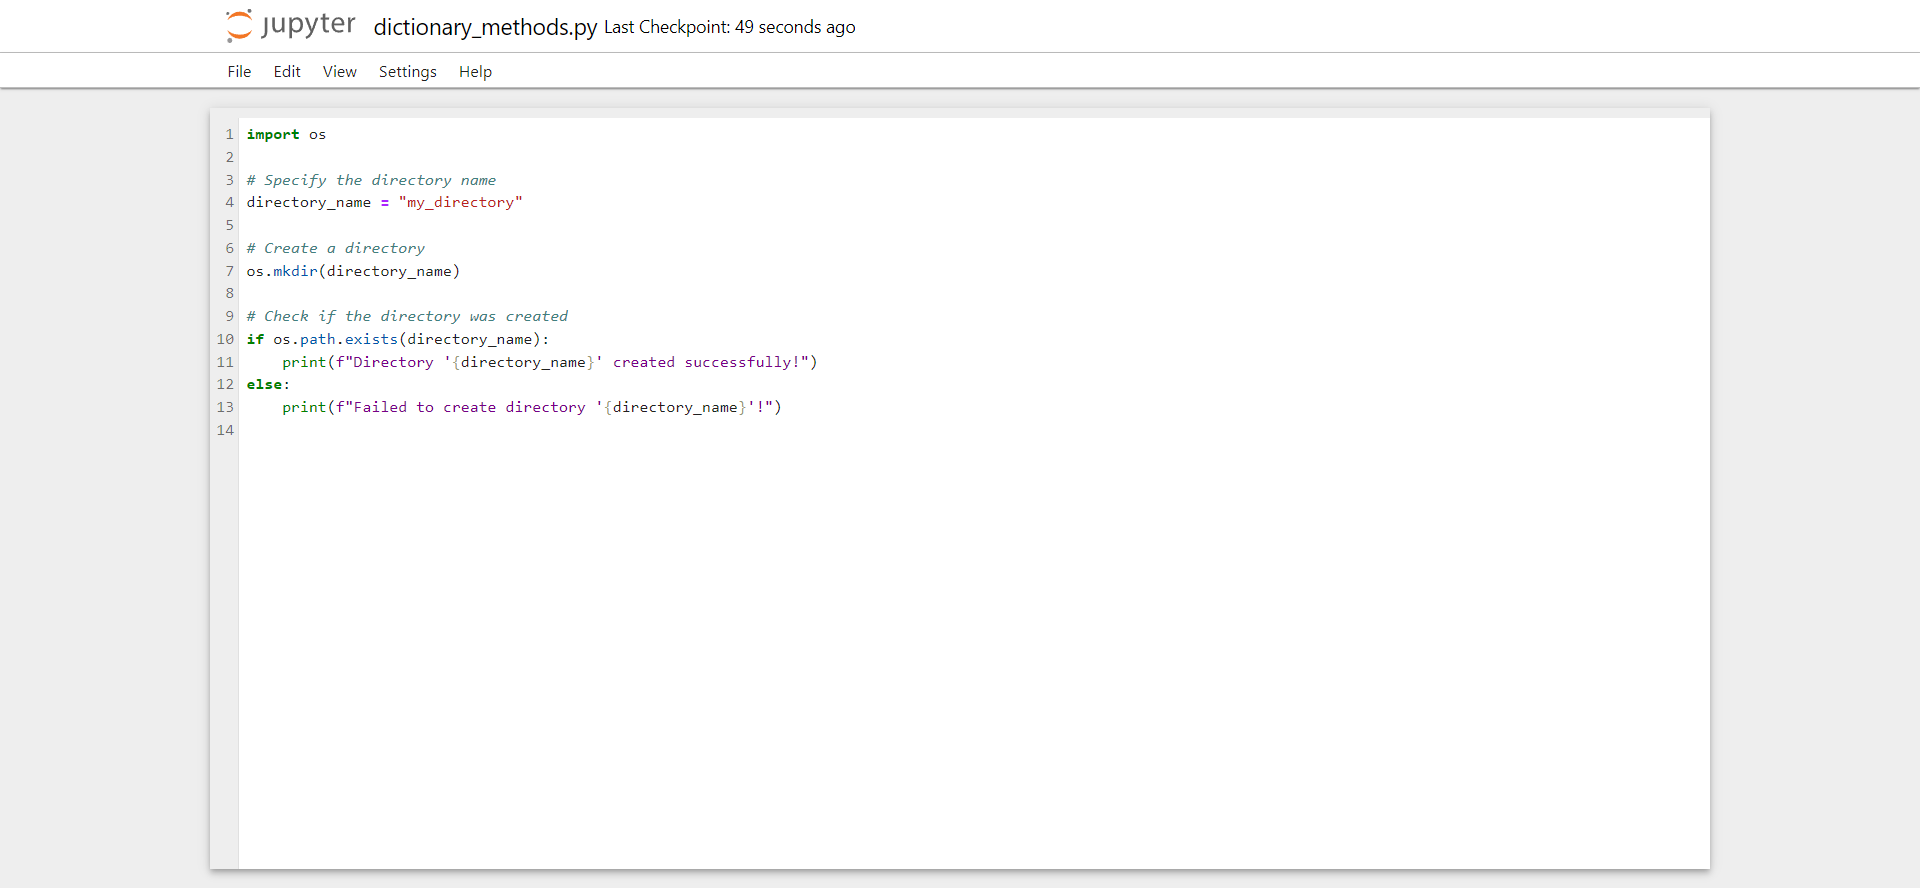 jupyter dictionary_methods.py Last Checkpoint: 49 seconds ago
File Edit View Settings Help
1 import os
2
3 # Specify the directory name
4 directory_name = "my_directory"
5
6 # Create a directory
7 os.mkdir(directory_name)
8
9 # Check if the directory was created
10 if os.path.exists(directory_name):
11     print(f"Directory '{directory_name}' created successfully!")
12 else:
13     print(f"Failed to create directory '{directory_name}'!")
14